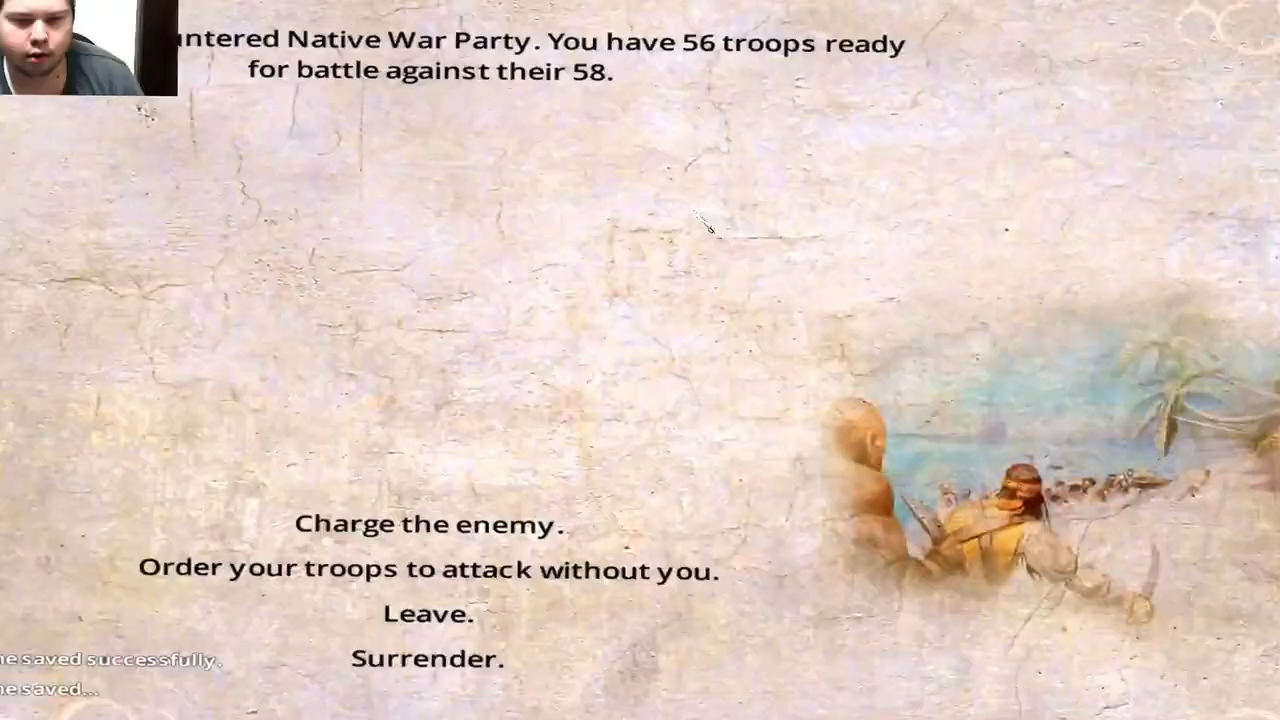 ntered Native War Party. You have 56 troops ready
for battle against their 58.
Charge the enemy.
Order your troops to attack without you.
Leave.
Surrender.
saved successfully.
saved...